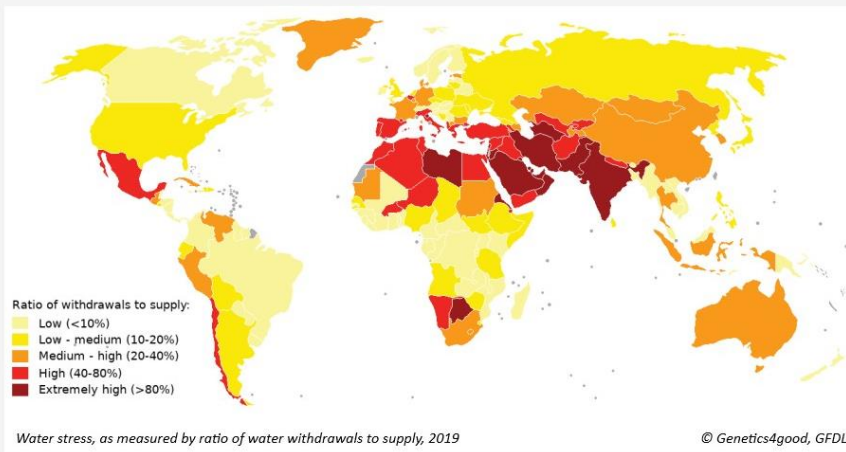 Ratio of withdrawals to supply:
Low (<10%)
Low - medium (10-20%)
Medium - high (20-40%)
High (40-80%)
Extremely high (>80%)
Water stress, as measured by ratio of water withdrawals to supply, 2019
© Genetics4good, GFDL